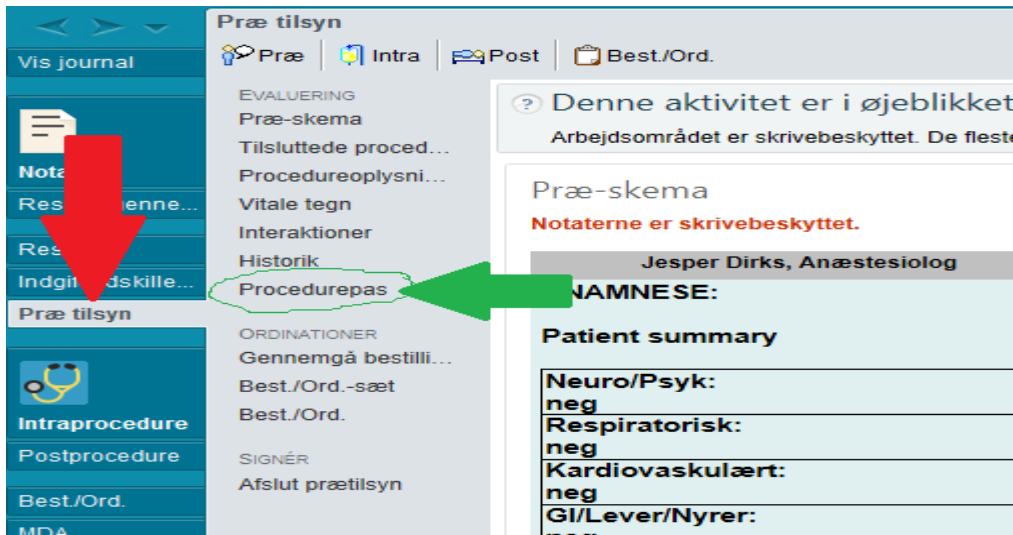 Præ tilsyn
Præ Intra Post Best./Ord.
Vis journal
Nota
Res enne...
Res
Indgif dskille...
Præ tilsyn
Intraprocedure
Postprocedure
Best./Ord.
MDA
EVALUERING
Præ-skema
Tilsluttede proced...
Procedureoplysni...
Vitale tegn
Interaktioner
Historik
Procedurepas
ORDINATIONER
Gennemgå bestilli...
Best./Ord.-sæt
Best./Ord.
SIGNÉR
Afslut prætilsyn
Denne aktivitet er i øjeblikket
Arbejdsområdet er skrivebeskyttet. De fleste
Præ-skema
Notaterne er skrivebeskyttet.
Jesper Dirks, Anæstesiolog
NAMNESE:
Patient summary
Neuro/Psyk:
neg
Respiratorisk:
neg
Kardiovaskulært:
neg
GI/Lever/Nyrer: